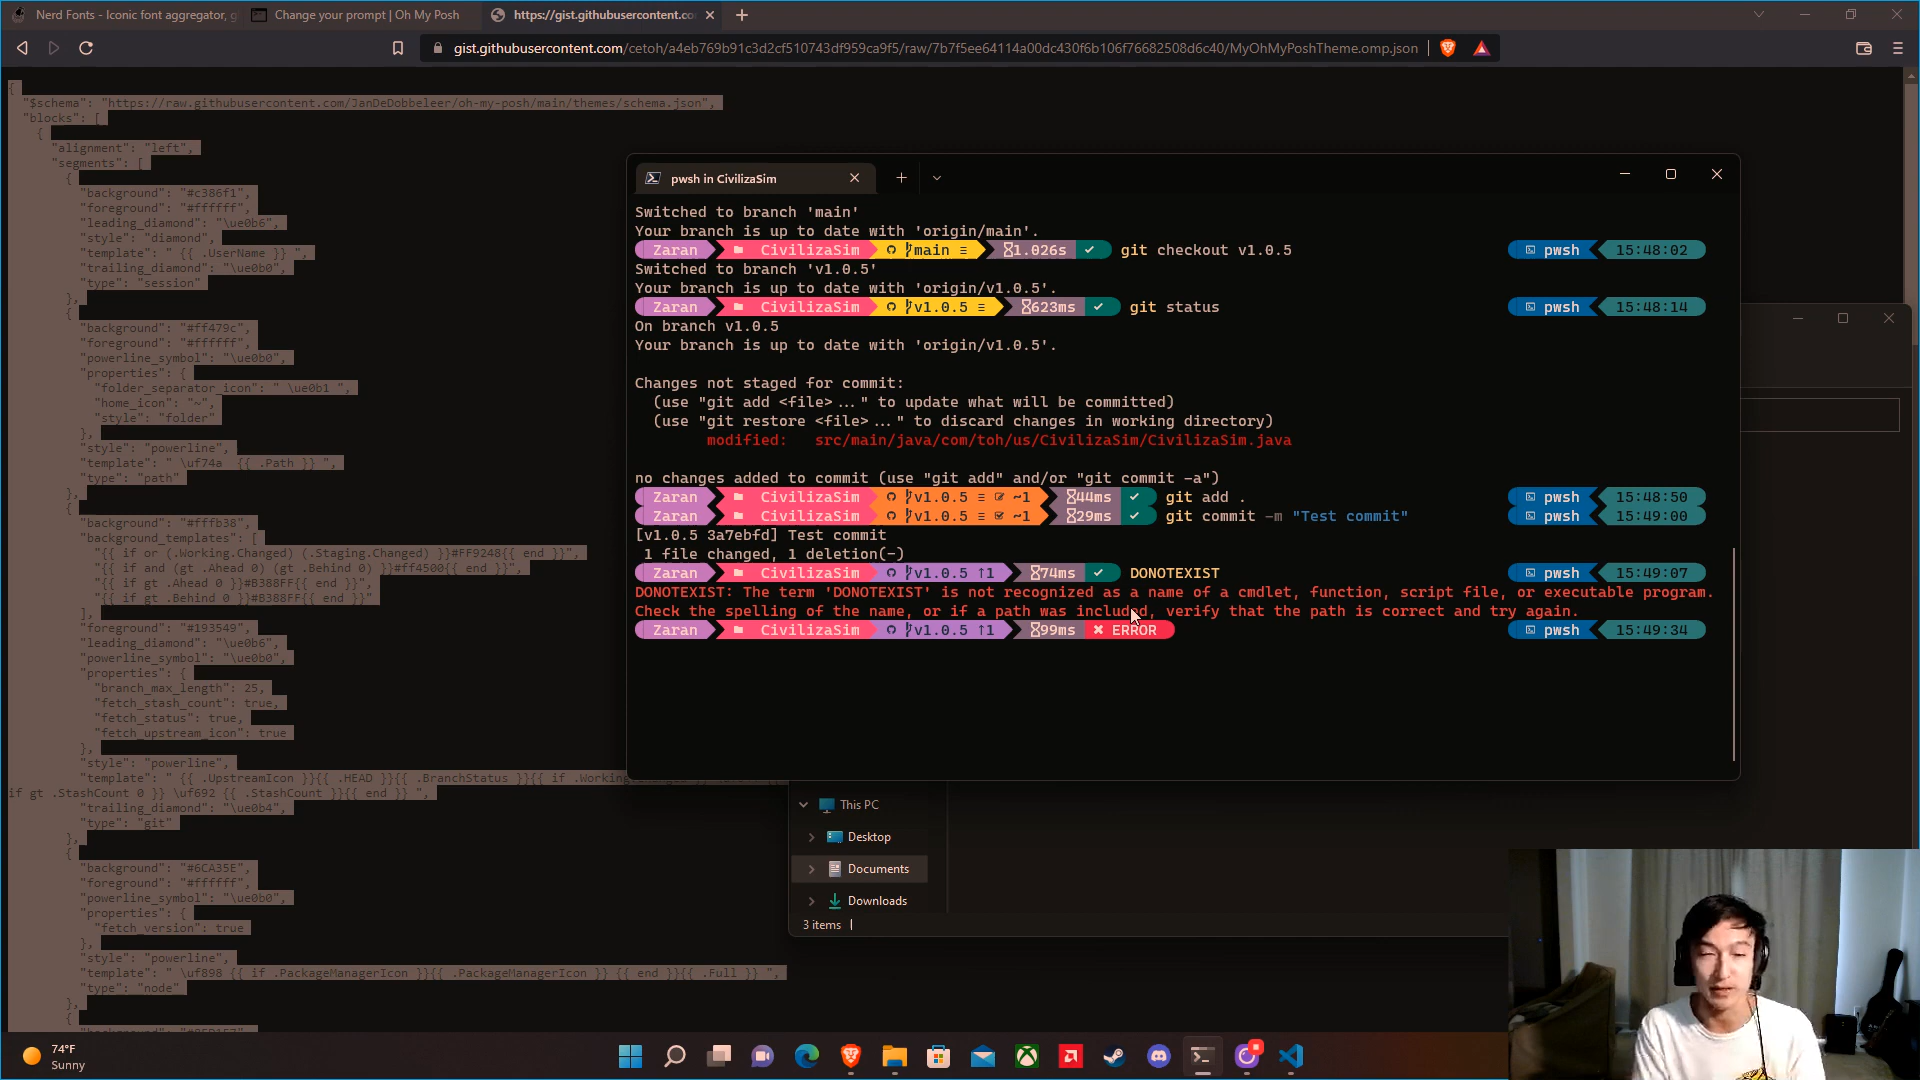 Nerd Fonts - Iconic font aggregator, g
Change your prompt | Oh My Posh
https://gist.githubusercontent.co
gist.githubusercontent.com/cetoh/a4eb769b91c3d2cf510743df959ca9f5/raw/7b7f5ee64114a00dc430f6b106f76682508d6c40/MyOhMyPoshTheme.omp.json
{
"$schema": "https://raw.githubusercontent.com/JanDeDobbeleer/oh-my-posh/main/themes/schema.json",
"blocks": [
{
"alignment": "left",
"segments": [
{
"background": "#c386f1",
"foreground": "#ffffff",
"leading_diamond": "\ue0b6",
"style": "diamond",
"template": " {{ .UserName }} ",
"trailing_diamond": "\ue0b0",
"type": "session"
},
{
"background": "#ff479c",
"foreground": "#ffffff",
"powerline_symbol": "\ue0b0",
"properties": {
"folder_separator_icon": " \ue0b1 ",
"home_icon": "~",
"style": "folder"
},
"style": "powerline",
"template": " \uf74a  {{ .Path }} ",
"type": "path"
},
{
"background": "#fffb38",
"background_templates": [
"{{ if or (.Working.Changed) (.Staging.Changed) }}#FF9248{{ end }}",
"{{ if and (gt .Ahead 0) (gt .Behind 0) }}#ff4500{{ end }}",
"{{ if gt .Ahead 0 }}#B388FF{{ end }}",
"{{ if gt .Behind 0 }}#B388FF{{ end }}"
],
"foreground": "#193549",
"leading_diamond": "\ue0b6",
"powerline_symbol": "\ue0b0",
"properties": {
"branch_max_length": 25,
"fetch_stash_count": true,
"fetch_status": true,
"fetch_upstream_icon": true
},
"style": "powerline",
"template": " {{ .UpstreamIcon }}{{ .HEAD }}{{ .BranchStatus }}{{ if .Working
if gt .StashCount 0 }} \uf692 {{ .StashCount }}{{ end }} ",
"trailing_diamond": "\ue0b4",
"type": "git"
},
{
"background": "#6CA35E",
"foreground": "#ffffff",
"powerline_symbol": "\ue0b0",
"properties": {
"fetch_version": true
},
"style": "powerline",
"template": " \uf898 {{ if .PackageManagerIcon }}{{ .PackageManagerIcon }} {{ end }}{{ .Full }} ",
"type": "node"
},
{
pwsh in CivilizaSim
Switched to branch 'main'
Your branch is up to date with 'origin/main'.
Zaran CivilizaSim main ≡ 1.026s ✓ git checkout v1.0.5 pwsh 15:48:02
Switched to branch 'v1.0.5'
Your branch is up to date with 'origin/v1.0.5'.
Zaran CivilizaSim v1.0.5 ≡ 623ms ✓ git status pwsh 15:48:14
On branch v1.0.5
Your branch is up to date with 'origin/v1.0.5'.
Changes not staged for commit:
(use "git add <file>..." to update what will be committed)
(use "git restore <file>..." to discard changes in working directory)
modified:   src/main/java/com/toh/us/CivilizaSim/CivilizaSim.java
no changes added to commit (use "git add" and/or "git commit -a")
Zaran CivilizaSim v1.0.5 ≡ ~1 44ms ✓ git add . pwsh 15:48:50
Zaran CivilizaSim v1.0.5 ≡ ~1 29ms ✓ git commit -m "Test commit" pwsh 15:49:00
[v1.0.5 3a7ebfd] Test commit
1 file changed, 1 deletion(-)
Zaran CivilizaSim v1.0.5 ↑1 74ms ✓ DONOTEXIST pwsh 15:49:07
DONOTEXIST: The term 'DONOTEXIST' is not recognized as a name of a cmdlet, function, script file, or executable program.
Check the spelling of the name, or if a path was included, verify that the path is correct and try again.
Zaran CivilizaSim v1.0.5 ↑1 99ms ✖ ERROR pwsh 15:49:34
This PC
Desktop
Documents
Downloads
3 items
74°F
Sunny